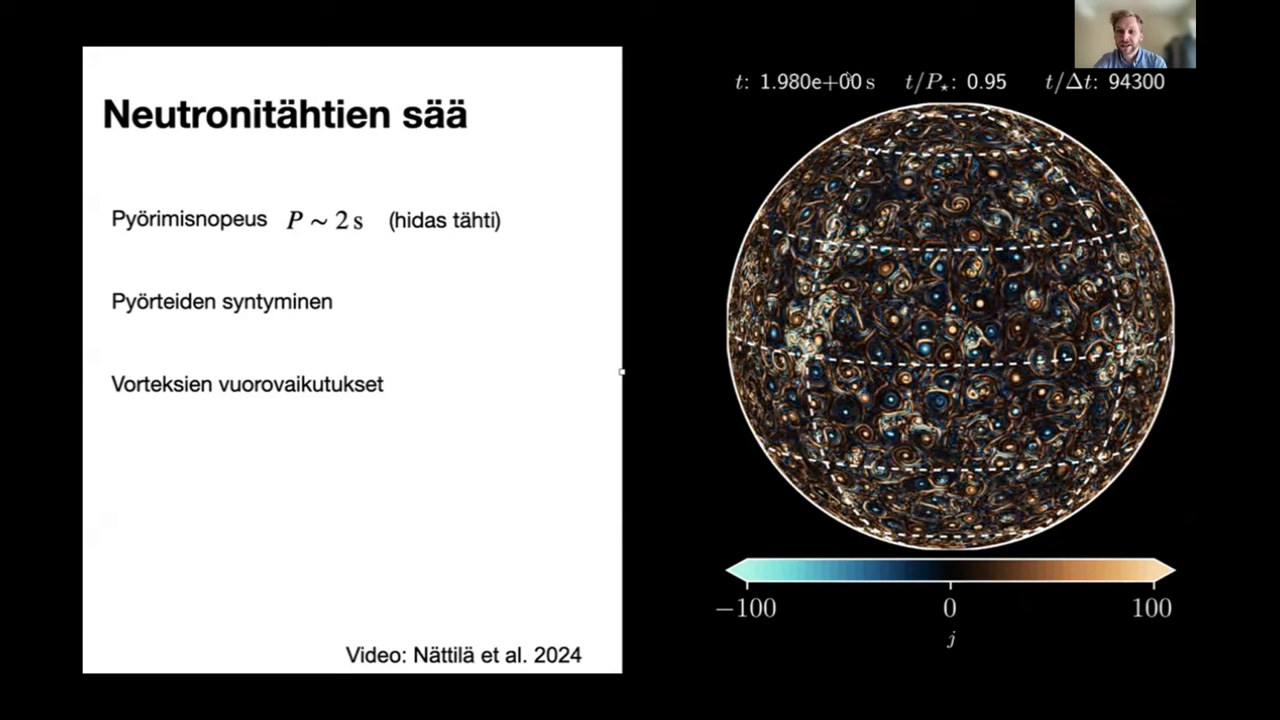 Neutronitähtien sää
Pyörimisnopeus P ∼ 2 s (hidas tähti)
Pyörteiden syntyminen
Vorteksien vuorovaikutukset
Video: Nättilä et al. 2024
t: 1.980e+00 s t/P⋆: 0.95 t/Δt: 94300
−100 0 100
j